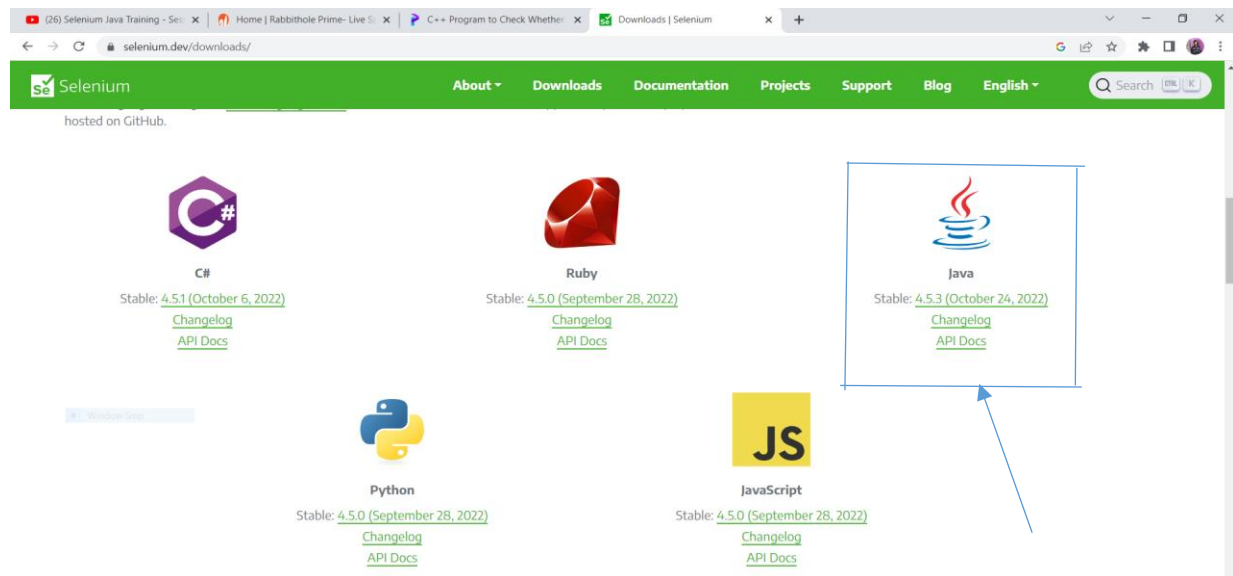 (26) Selenium Java Training - Ses
Home | Rabbithole Prime- Live S
C++ Program to Check Whether
Downloads | Selenium
selenium.dev/downloads/
Selenium
About
Downloads
Documentation
Projects
Support
Blog
English
Search CTRL K
hosted on GitHub.
C#
Stable: 4.5.1 (October 6, 2022)
Changelog
API Docs
Ruby
Stable: 4.5.0 (September 28, 2022)
Changelog
API Docs
Java
Stable: 4.5.3 (October 24, 2022)
Changelog
API Docs
Window Snip
Python
Stable: 4.5.0 (September 28, 2022)
Changelog
API Docs
JS
JavaScript
Stable: 4.5.0 (September 28, 2022)
Changelog
API Docs